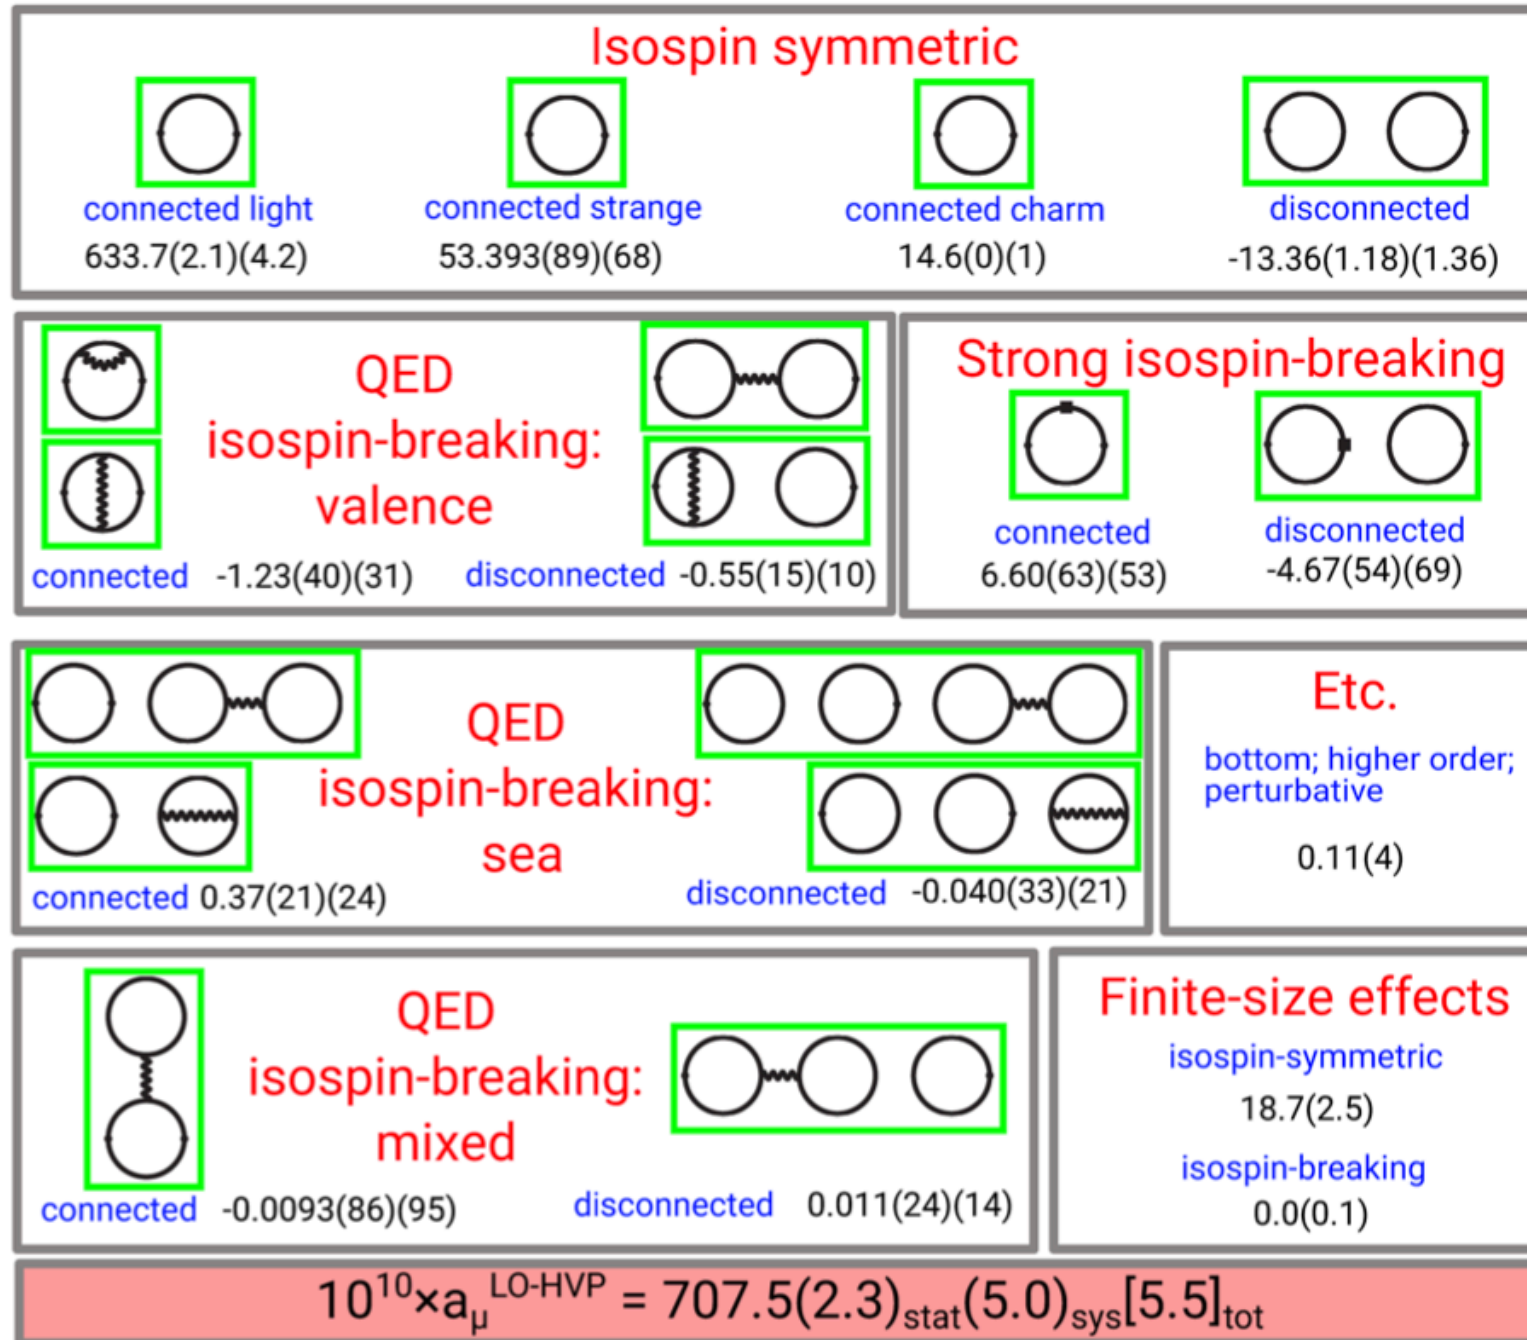 Isospin symmetric
connected light
633.7(2.1)(4.2)
connected strange
53.393(89)(68)
connected charm
14.6(0)(1)
disconnected
-13.36(1.18)(1.36)
QED
isospin-breaking:
valence
connected -1.23(40)(31)
disconnected -0.55(15)(10)
Strong isospin-breaking
connected
6.60(63)(53)
disconnected
-4.67(54)(69)
QED
isospin-breaking:
sea
connected 0.37(21)(24)
disconnected -0.040(33)(21)
Etc.
bottom; higher order;
perturbative
0.11(4)
QED
isospin-breaking:
mixed
connected -0.0093(86)(95)
disconnected 0.011(24)(14)
Finite-size effects
isospin-symmetric
18.7(2.5)
isospin-breaking
0.0(0.1)
10¹⁰×aμ^LO-HVP = 707.5(2.3)stat(5.0)sys[5.5]tot